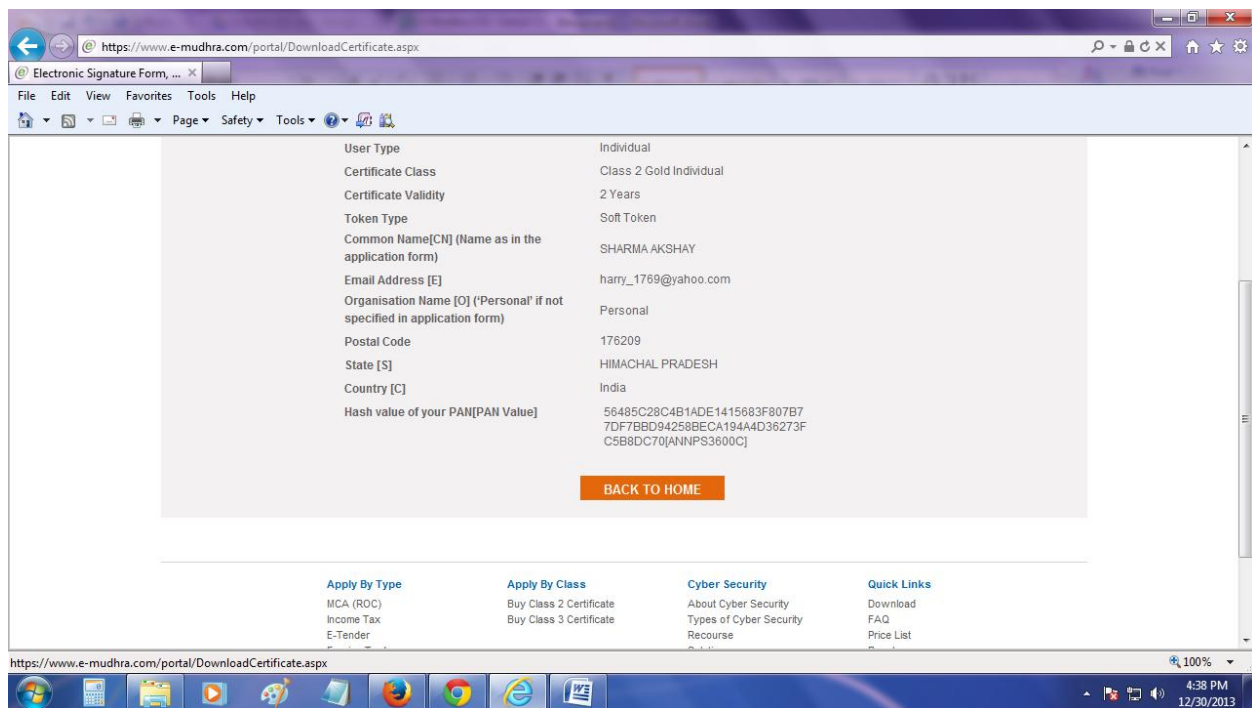 https://www.e-mudhra.com/portal/DownloadCertificate.aspx
Electronic Signature Form, ...
File Edit View Favorites Tools Help
Page Safety Tools
User Type Individual
Certificate Class Class 2 Gold Individual
Certificate Validity 2 Years
Token Type Soft Token
Common Name[CN] (Name as in the
application form) SHARMA AKSHAY
Email Address [E] harry_1769@yahoo.com
Organisation Name [O] ('Personal' if not
specified in application form) Personal
Postal Code 176209
State [S] HIMACHAL PRADESH
Country [C] India
Hash value of your PAN[PAN Value] 56485C28C4B1ADE1415683F807B7
7DF7BBD94258BECA194A4D36273F
C5B8DC70[ANNPS3600C]
BACK TO HOME
Apply By Type Apply By Class Cyber Security Quick Links
MCA (ROC) Buy Class 2 Certificate About Cyber Security Download
Income Tax Buy Class 3 Certificate Types of Cyber Security FAQ
E-Tender Recourse Price List
https://www.e-mudhra.com/portal/DownloadCertificate.aspx 100%
4:38 PM
12/30/2013